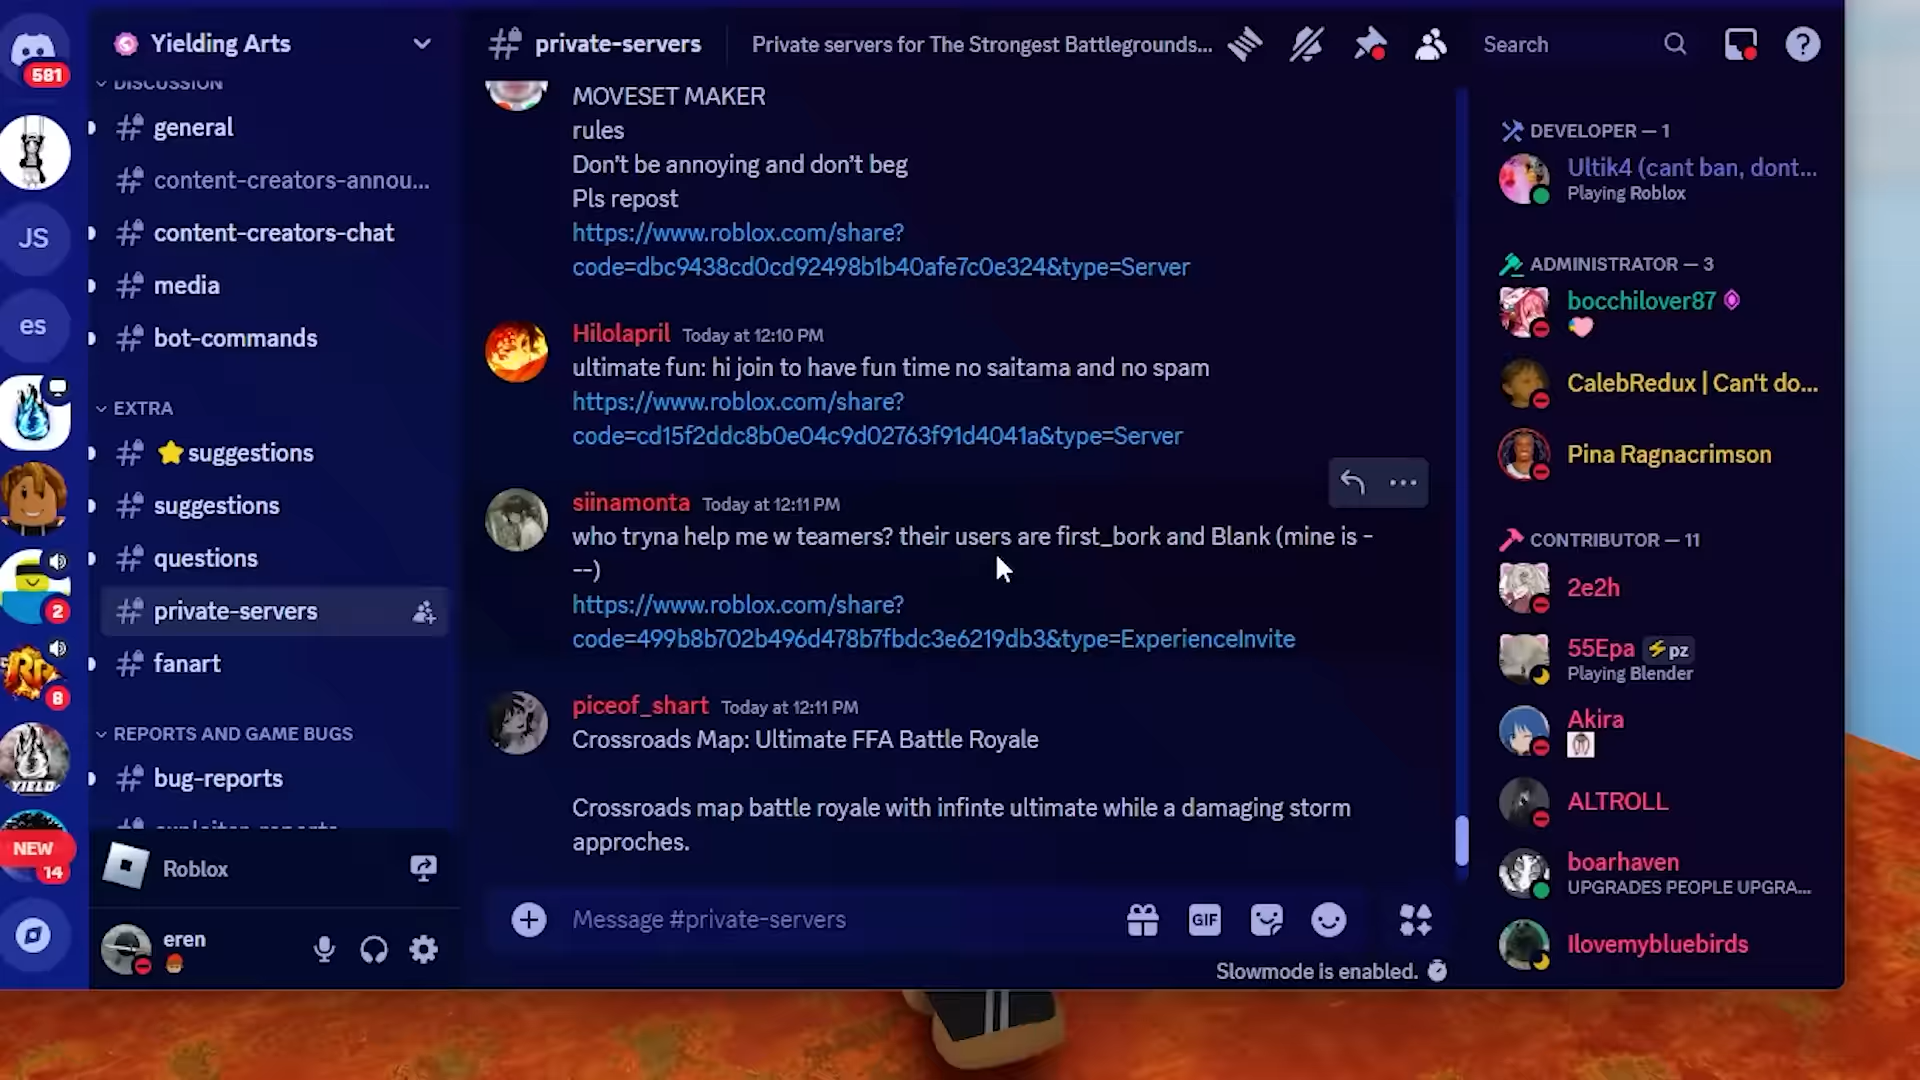 581
JS
es
2
8
YIELD
NEW
14
Yielding Arts
DISCUSSION
general
content-creators-annou...
content-creators-chat
media
bot-commands
EXTRA
suggestions
suggestions
questions
private-servers
fanart
REPORTS AND GAME BUGS
bug-reports
exploiter-reports
Roblox
eren
private-servers
Private servers for The Strongest Battlegrounds...
Search
MOVESET MAKER
rules
Don't be annoying and don't beg
Pls repost
https://www.roblox.com/share?
code=dbc9438cd0cd92498b1b40afe7c0e324&type=Server
Hilolapril Today at 12:10 PM
ultimate fun: hi join to have fun time no saitama and no spam
https://www.roblox.com/share?
code=cd15f2ddc8b0e04c9d02763f91d4041a&type=Server
siinamonta Today at 12:11 PM
who tryna help me w teamers? their users are first_bork and Blank (mine is -
--)
https://www.roblox.com/share?
code=499b8b702b496d478b7fbdc3e6219db3&type=ExperienceInvite
piceof_shart Today at 12:11 PM
Crossroads Map: Ultimate FFA Battle Royale
Crossroads map battle royale with infinte ultimate while a damaging storm
approches.
Message #private-servers
GIF
Slowmode is enabled.
DEVELOPER — 1
Ultik4 (cant ban, dont...
Playing Roblox
ADMINISTRATOR — 3
bocchilover87
CalebRedux | Can't do...
Pina Ragnacrimson
CONTRIBUTOR — 11
2e2h
55Epa pz
Playing Blender
Akira
ALTROLL
boarhaven
UPGRADES PEOPLE UPGRA...
Ilovemybluebirds